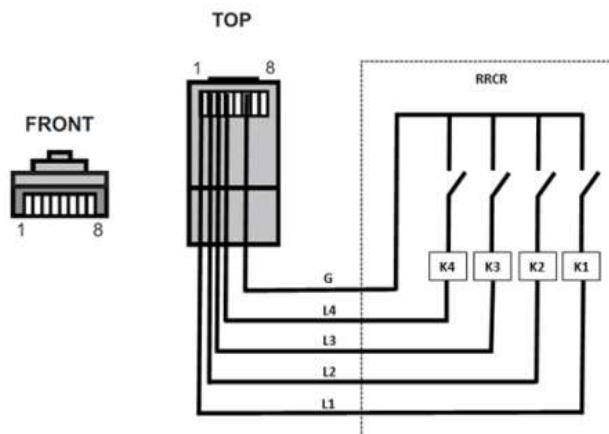 TOP
1 8
RRCR
FRONT
1 8
K4 K3 K2 K1
G
L4
L3
L2
L1